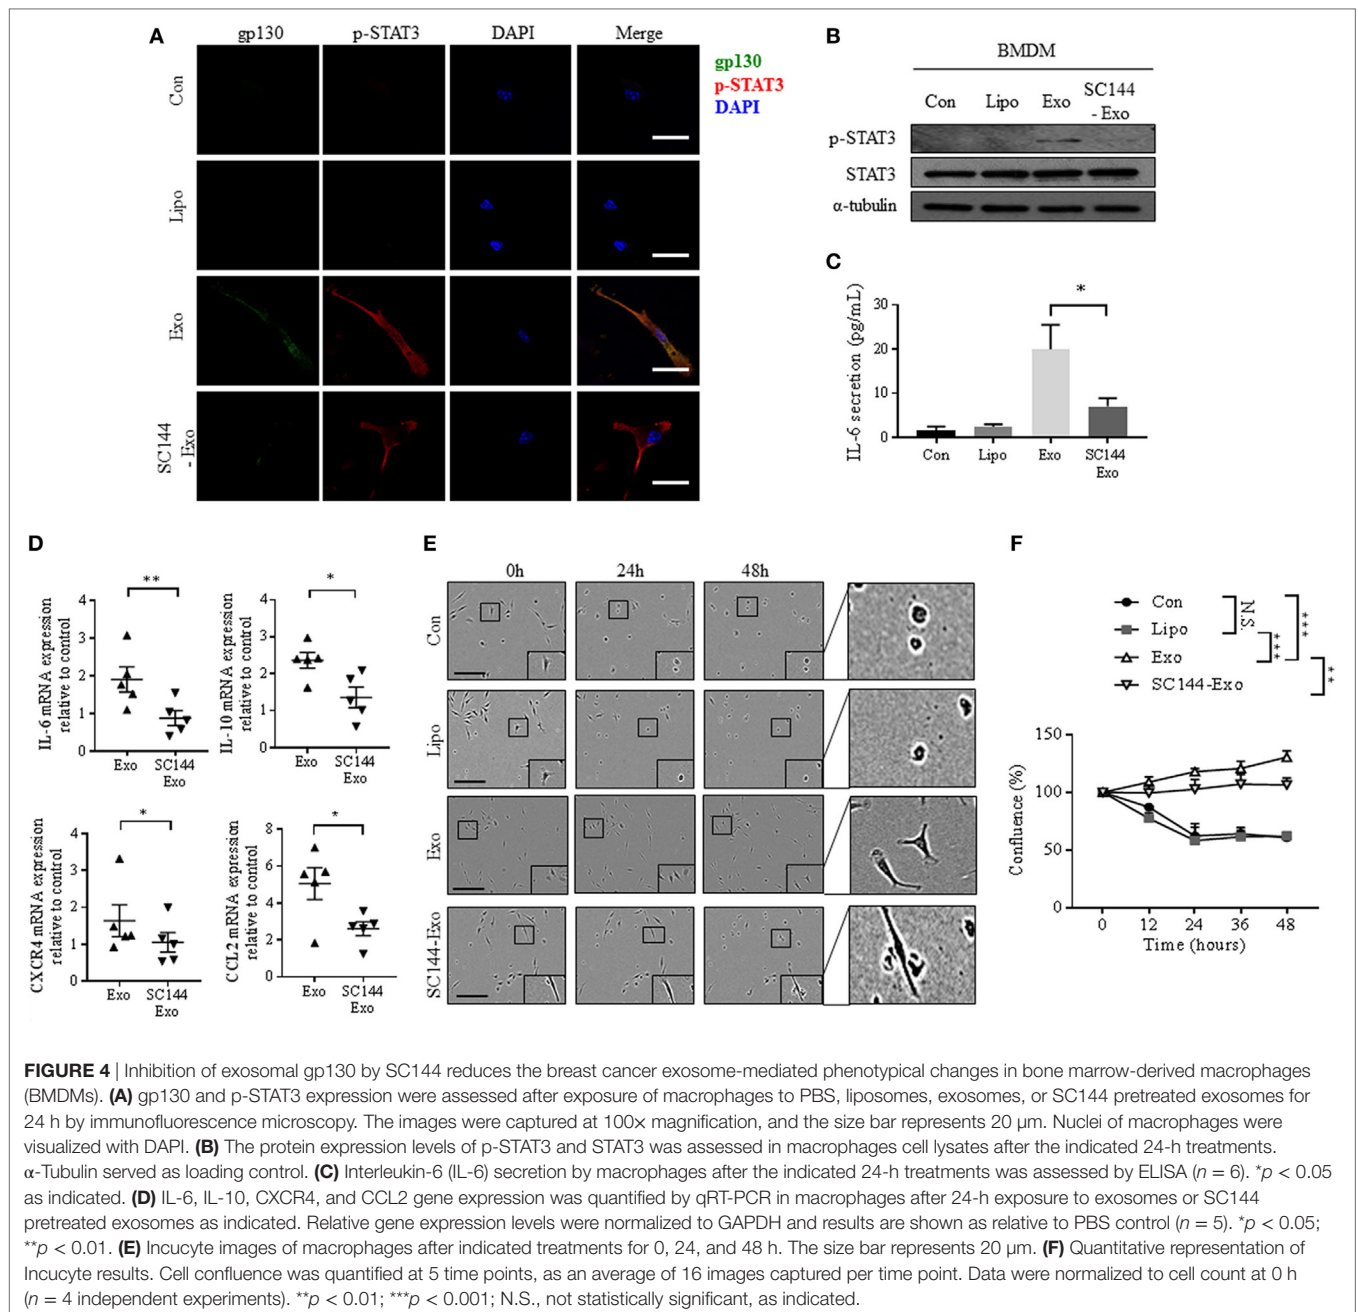 A
gp130 p-STAT3 DAPI Merge
Con
Lipo
Exo
SC144
- Exo
gp130
p-STAT3
DAPI
B
BMDM
Con Lipo Exo SC144
- Exo
p-STAT3
STAT3
α-tubulin
C
IL-6 secretion (pg/mL)
30
20
10
0
*
Con Lipo Exo SC144
Exo
D
IL-6 mRNA expression
relative to control
4
3
2
1
0
**
Exo SC144
Exo
IL-10 mRNA expression
relative to control
4
3
2
1
0
*
Exo SC144
Exo
CXCR4 mRNA expression
relative to control
4
3
2
1
0
*
Exo SC144
Exo
CCL2 mRNA expression
relative to control
8
6
4
2
0
*
Exo SC144
Exo
E
0h 24h 48h
Con
Lipo
Exo
SC144-Exo
F
Con
Lipo
Exo
SC144-Exo
N.S.
***
***
**
Confluence (%)
150
100
50
0
0 12 24 36 48
Time (hours)
FIGURE 4 | Inhibition of exosomal gp130 by SC144 reduces the breast cancer exosome-mediated phenotypical changes in bone marrow-derived macrophages
(BMDMs). (A) gp130 and p-STAT3 expression were assessed after exposure of macrophages to PBS, liposomes, exosomes, or SC144 pretreated exosomes for
24 h by immunofluorescence microscopy. The images were captured at 100× magnification, and the size bar represents 20 µm. Nuclei of macrophages were
visualized with DAPI. (B) The protein expression levels of p-STAT3 and STAT3 was assessed in macrophages cell lysates after the indicated 24-h treatments.
α-Tubulin served as loading control. (C) Interleukin-6 (IL-6) secretion by macrophages after the indicated 24-h treatments was assessed by ELISA (n = 6). *p < 0.05
as indicated. (D) IL-6, IL-10, CXCR4, and CCL2 gene expression was quantified by qRT-PCR in macrophages after 24-h exposure to exosomes or SC144
pretreated exosomes as indicated. Relative gene expression levels were normalized to GAPDH and results are shown as relative to PBS control (n = 5). *p < 0.05;
**p < 0.01. (E) Incucyte images of macrophages after indicated treatments for 0, 24, and 48 h. The size bar represents 20 µm. (F) Quantitative representation of
Incucyte results. Cell confluence was quantified at 5 time points, as an average of 16 images captured per time point. Data were normalized to cell count at 0 h
(n = 4 independent experiments). **p < 0.01; ***p < 0.001; N.S., not statistically significant, as indicated.